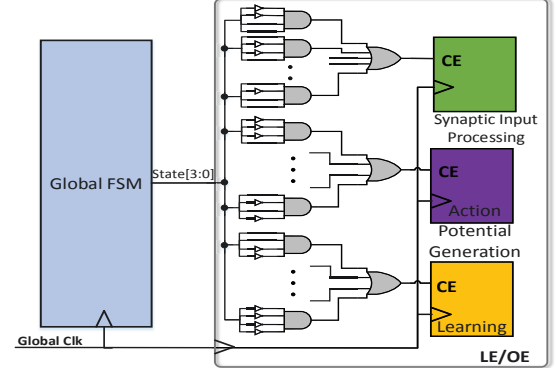 CE
Synaptic Input
Processing
State[3:0]
Global FSM
CE
Action
Potential
Generation
CE
Learning
Global Clk
LE/OE